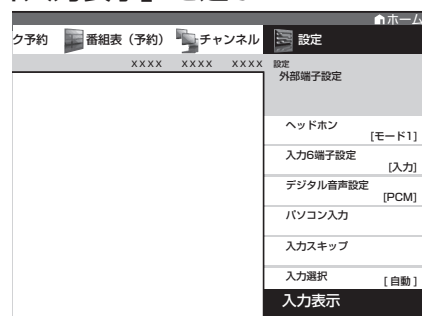 ホーム
ク予約 番組表(予約) チャンネル 設定
XXXX XXXX XXXX
設定
外部端子設定
ヘッドホン
[モード1]
入力6端子設定
[入力]
デジタル音声設定
[PCM]
パソコン入力
入力スキップ
入力選択
[自動]
入力表示